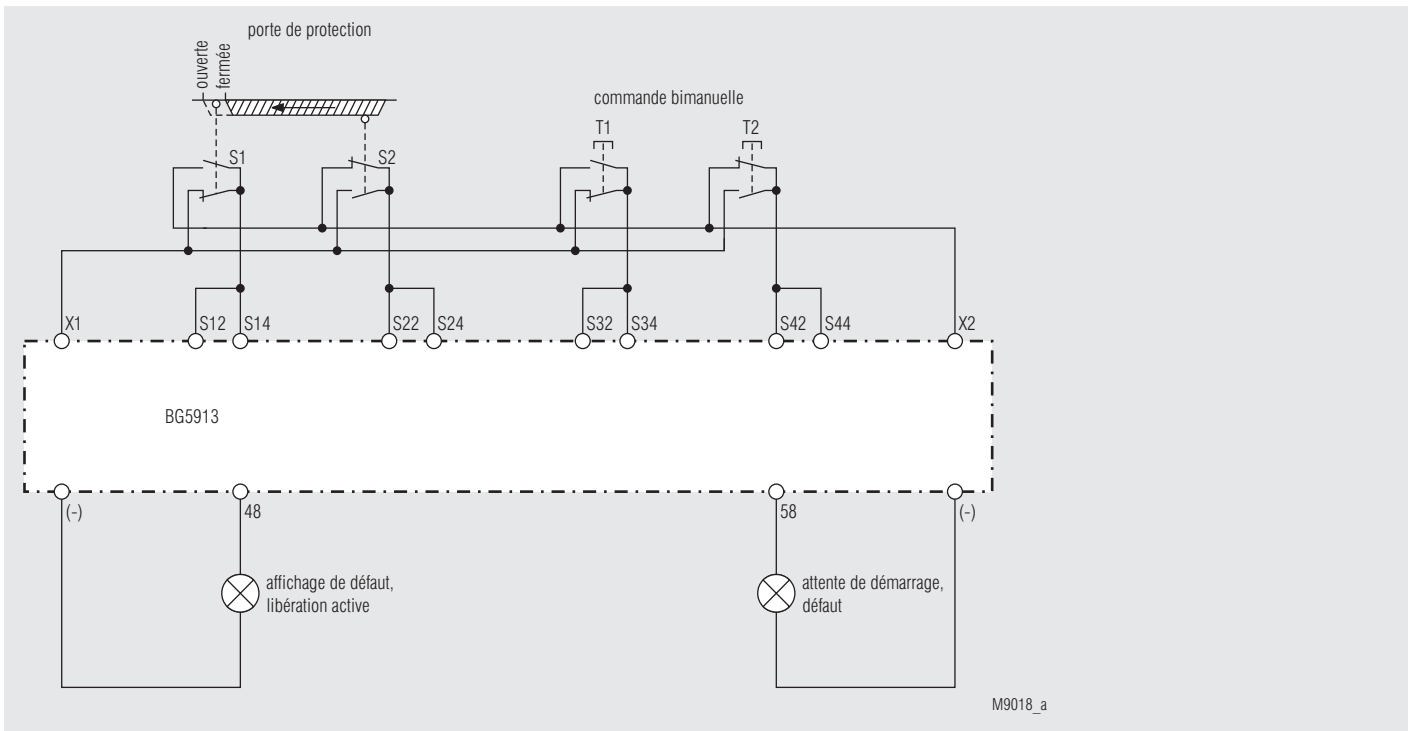 porte de protection
ouverte
fermée
commande bimanuelle
T1
T2
S1
S2
X1
S12
S14
S22
S24
S32
S34
S42
S44
X2
BG5913
(-)
48
58
(-)
affichage de défaut,
libération active
attente de démarrage,
défaut
M9018_a